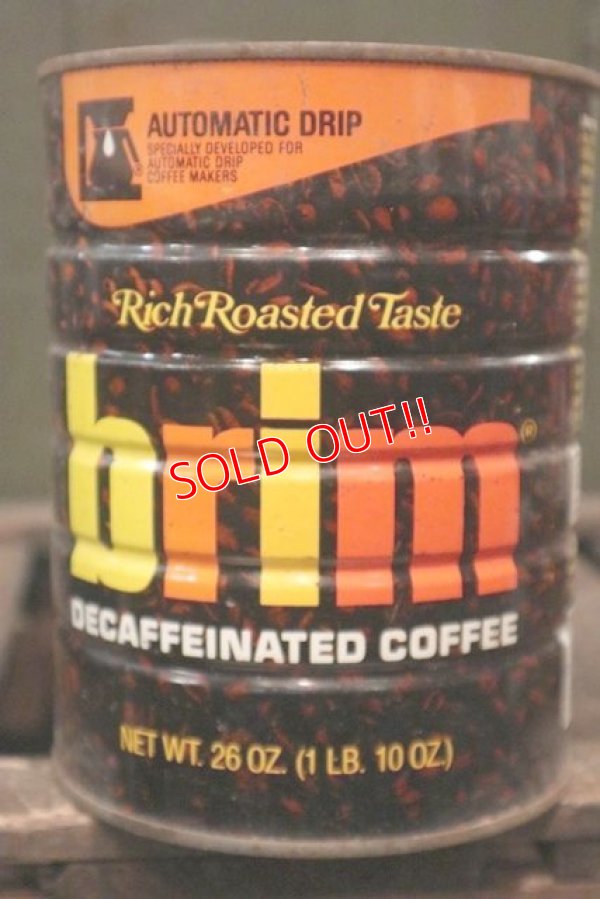 AUTOMATIC DRIP
SPECIALLY DEVELOPED FOR
AUTOMATIC DRIP
COFFEE MAKERS
Rich Roasted Taste
brim®
SOLD OUT!!
DECAFFEINATED COFFEE
NET WT. 26 OZ. (1 LB. 10 OZ.)